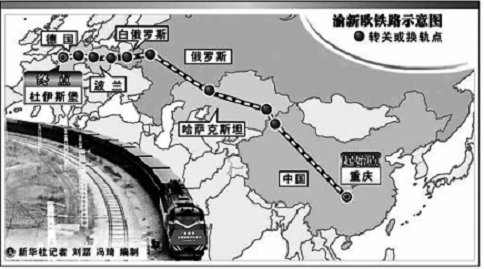 渝新欧铁路示意图
转关或换轨点
德国
白俄罗斯
俄罗斯
终点
杜伊斯堡
波兰
哈萨克斯坦
中国
起始点
重庆
新华社记者 刘嘉 冯琦 编制